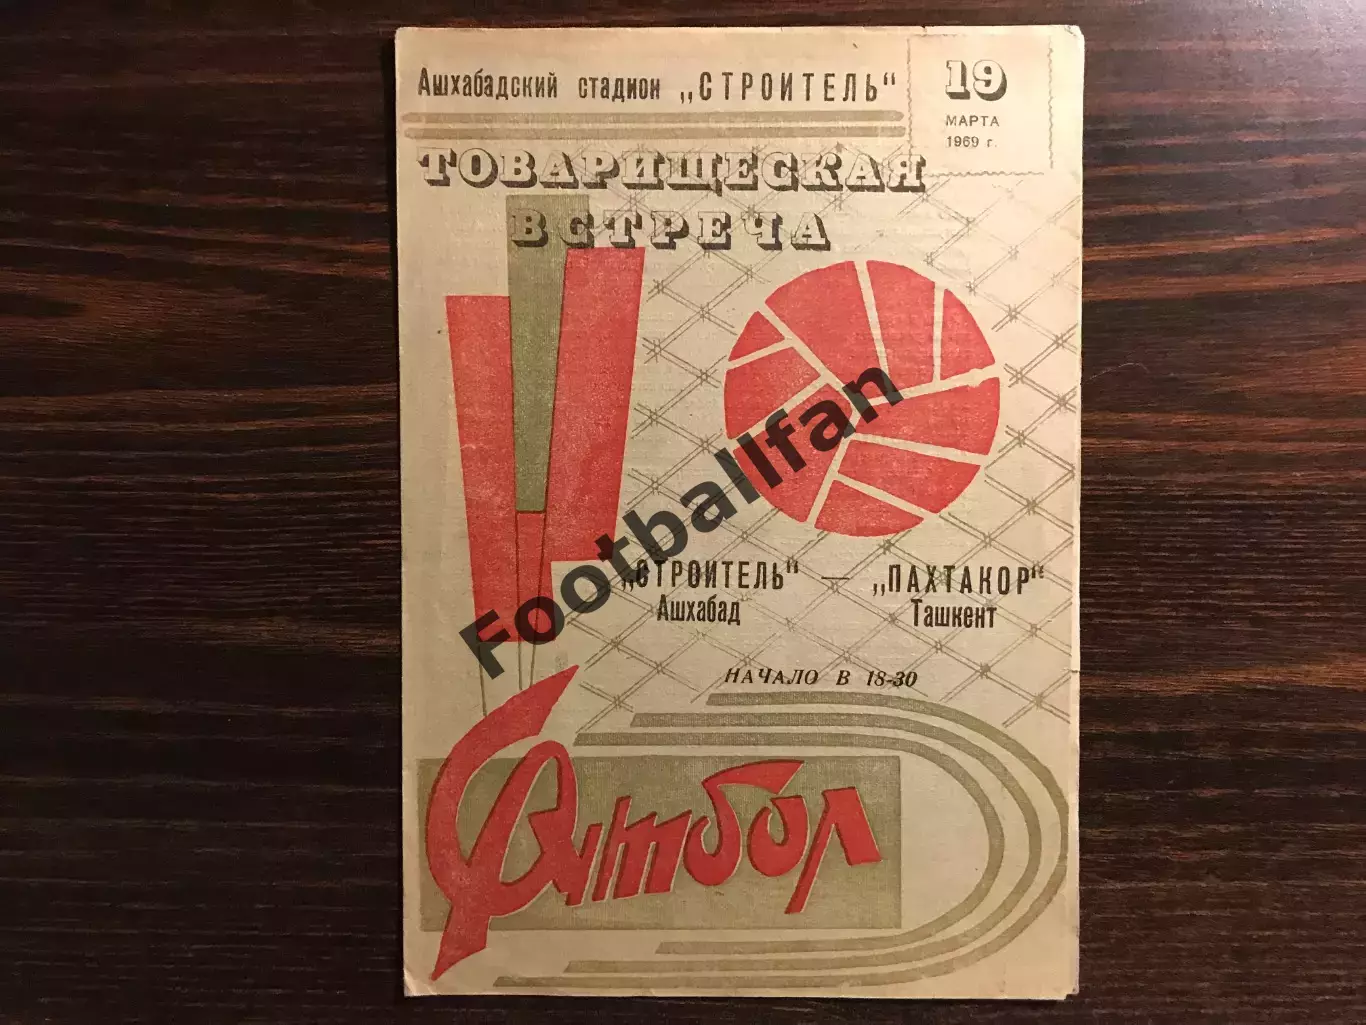 Ашхабадский стадион „СТРОИТЕЛЬ“
19
МАРТА
1969 г.
ТОВАРИЩЕСКАЯ
ВСТРЕЧА
„СТРОИТЕЛЬ“ — „ПАХТАКОР“
Ашхабад Ташкент
НАЧАЛО В 18-30
Футбол
Footballfan